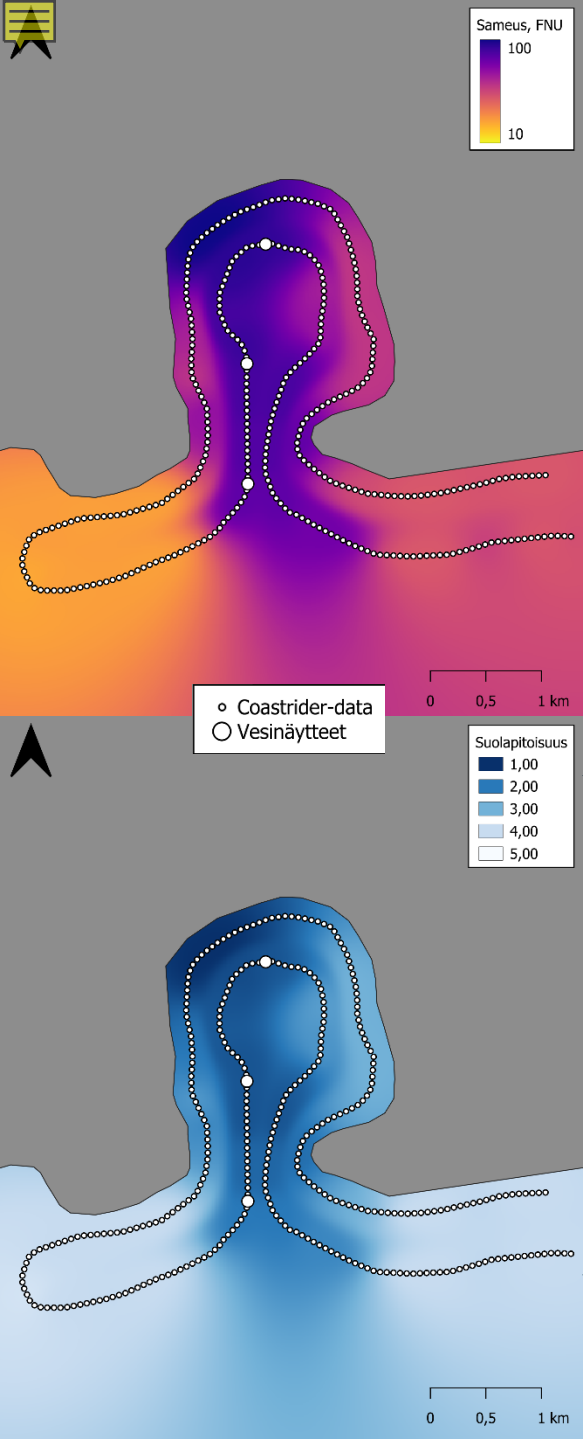 Sameus, FNU
100
10
0 0,5 1 km
Coastrider-data
Vesinäytteet
Suolapitoisuus
1,00
2,00
3,00
4,00
5,00
0 0,5 1 km